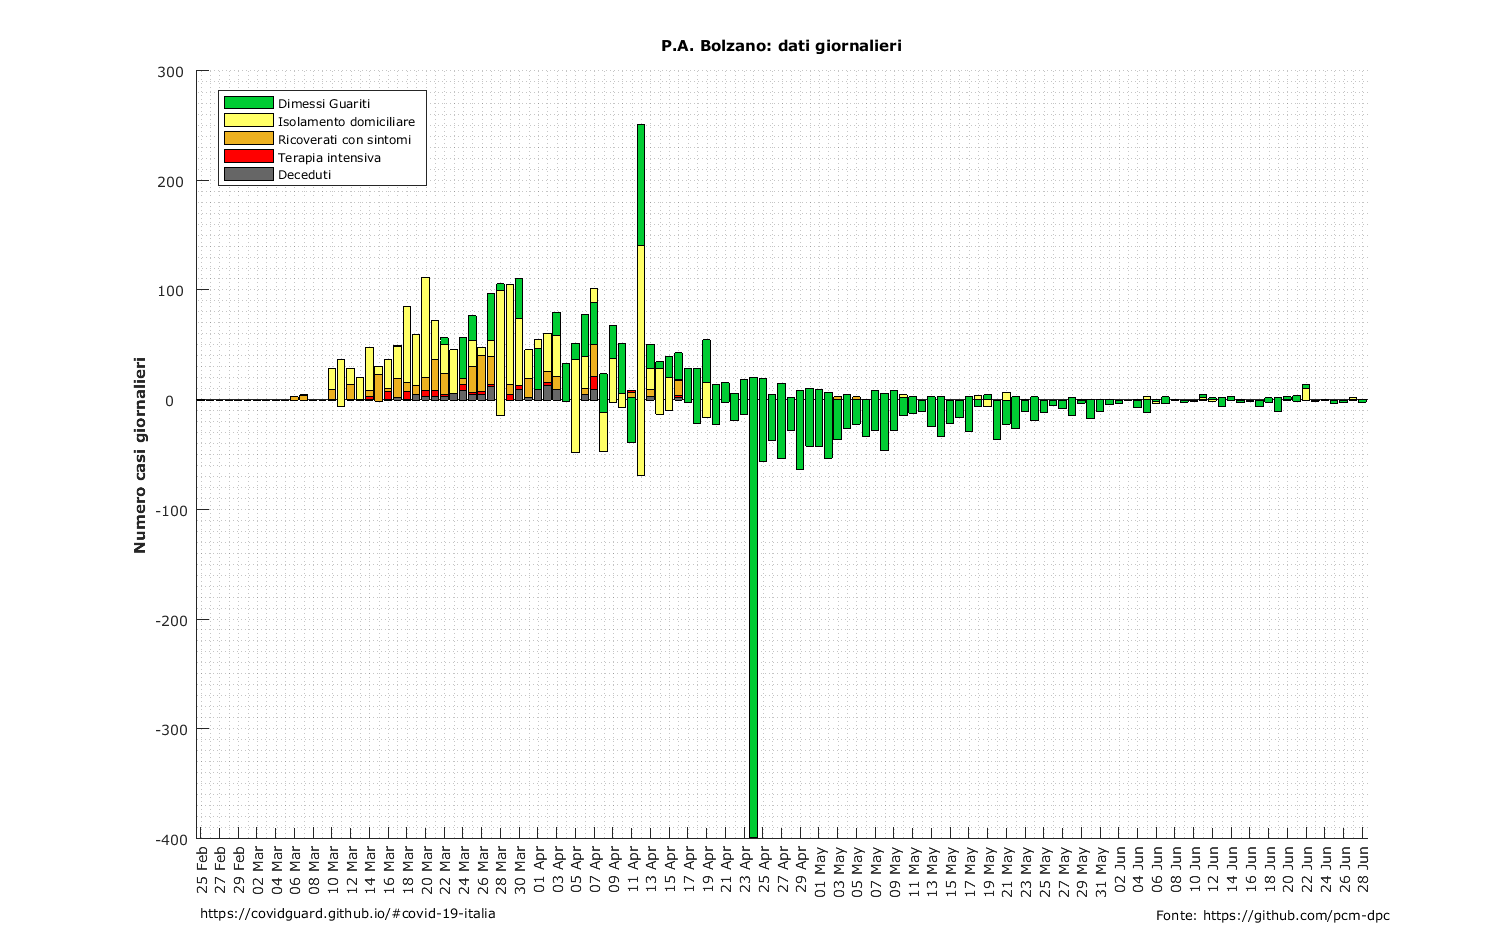 P.A. Bolzano: dati giornalieri
300
200
100
0
-100
-200
-300
-400
Numero casi giornalieri
Dimessi Guariti
Isolamento domiciliare
Ricoverati con sintomi
Terapia intensiva
Deceduti
25 Feb
27 Feb
29 Feb
02 Mar
04 Mar
06 Mar
08 Mar
10 Mar
12 Mar
14 Mar
16 Mar
18 Mar
20 Mar
22 Mar
24 Mar
26 Mar
28 Mar
30 Mar
01 Apr
03 Apr
05 Apr
07 Apr
09 Apr
11 Apr
13 Apr
15 Apr
17 Apr
19 Apr
21 Apr
23 Apr
25 Apr
27 Apr
29 Apr
01 May
03 May
05 May
07 May
09 May
11 May
13 May
15 May
17 May
19 May
21 May
23 May
25 May
27 May
29 May
31 May
02 Jun
04 Jun
06 Jun
08 Jun
10 Jun
12 Jun
14 Jun
16 Jun
18 Jun
20 Jun
22 Jun
24 Jun
26 Jun
28 Jun
https://covidguard.github.io/#covid-19-italia
Fonte: https://github.com/pcm-dpc